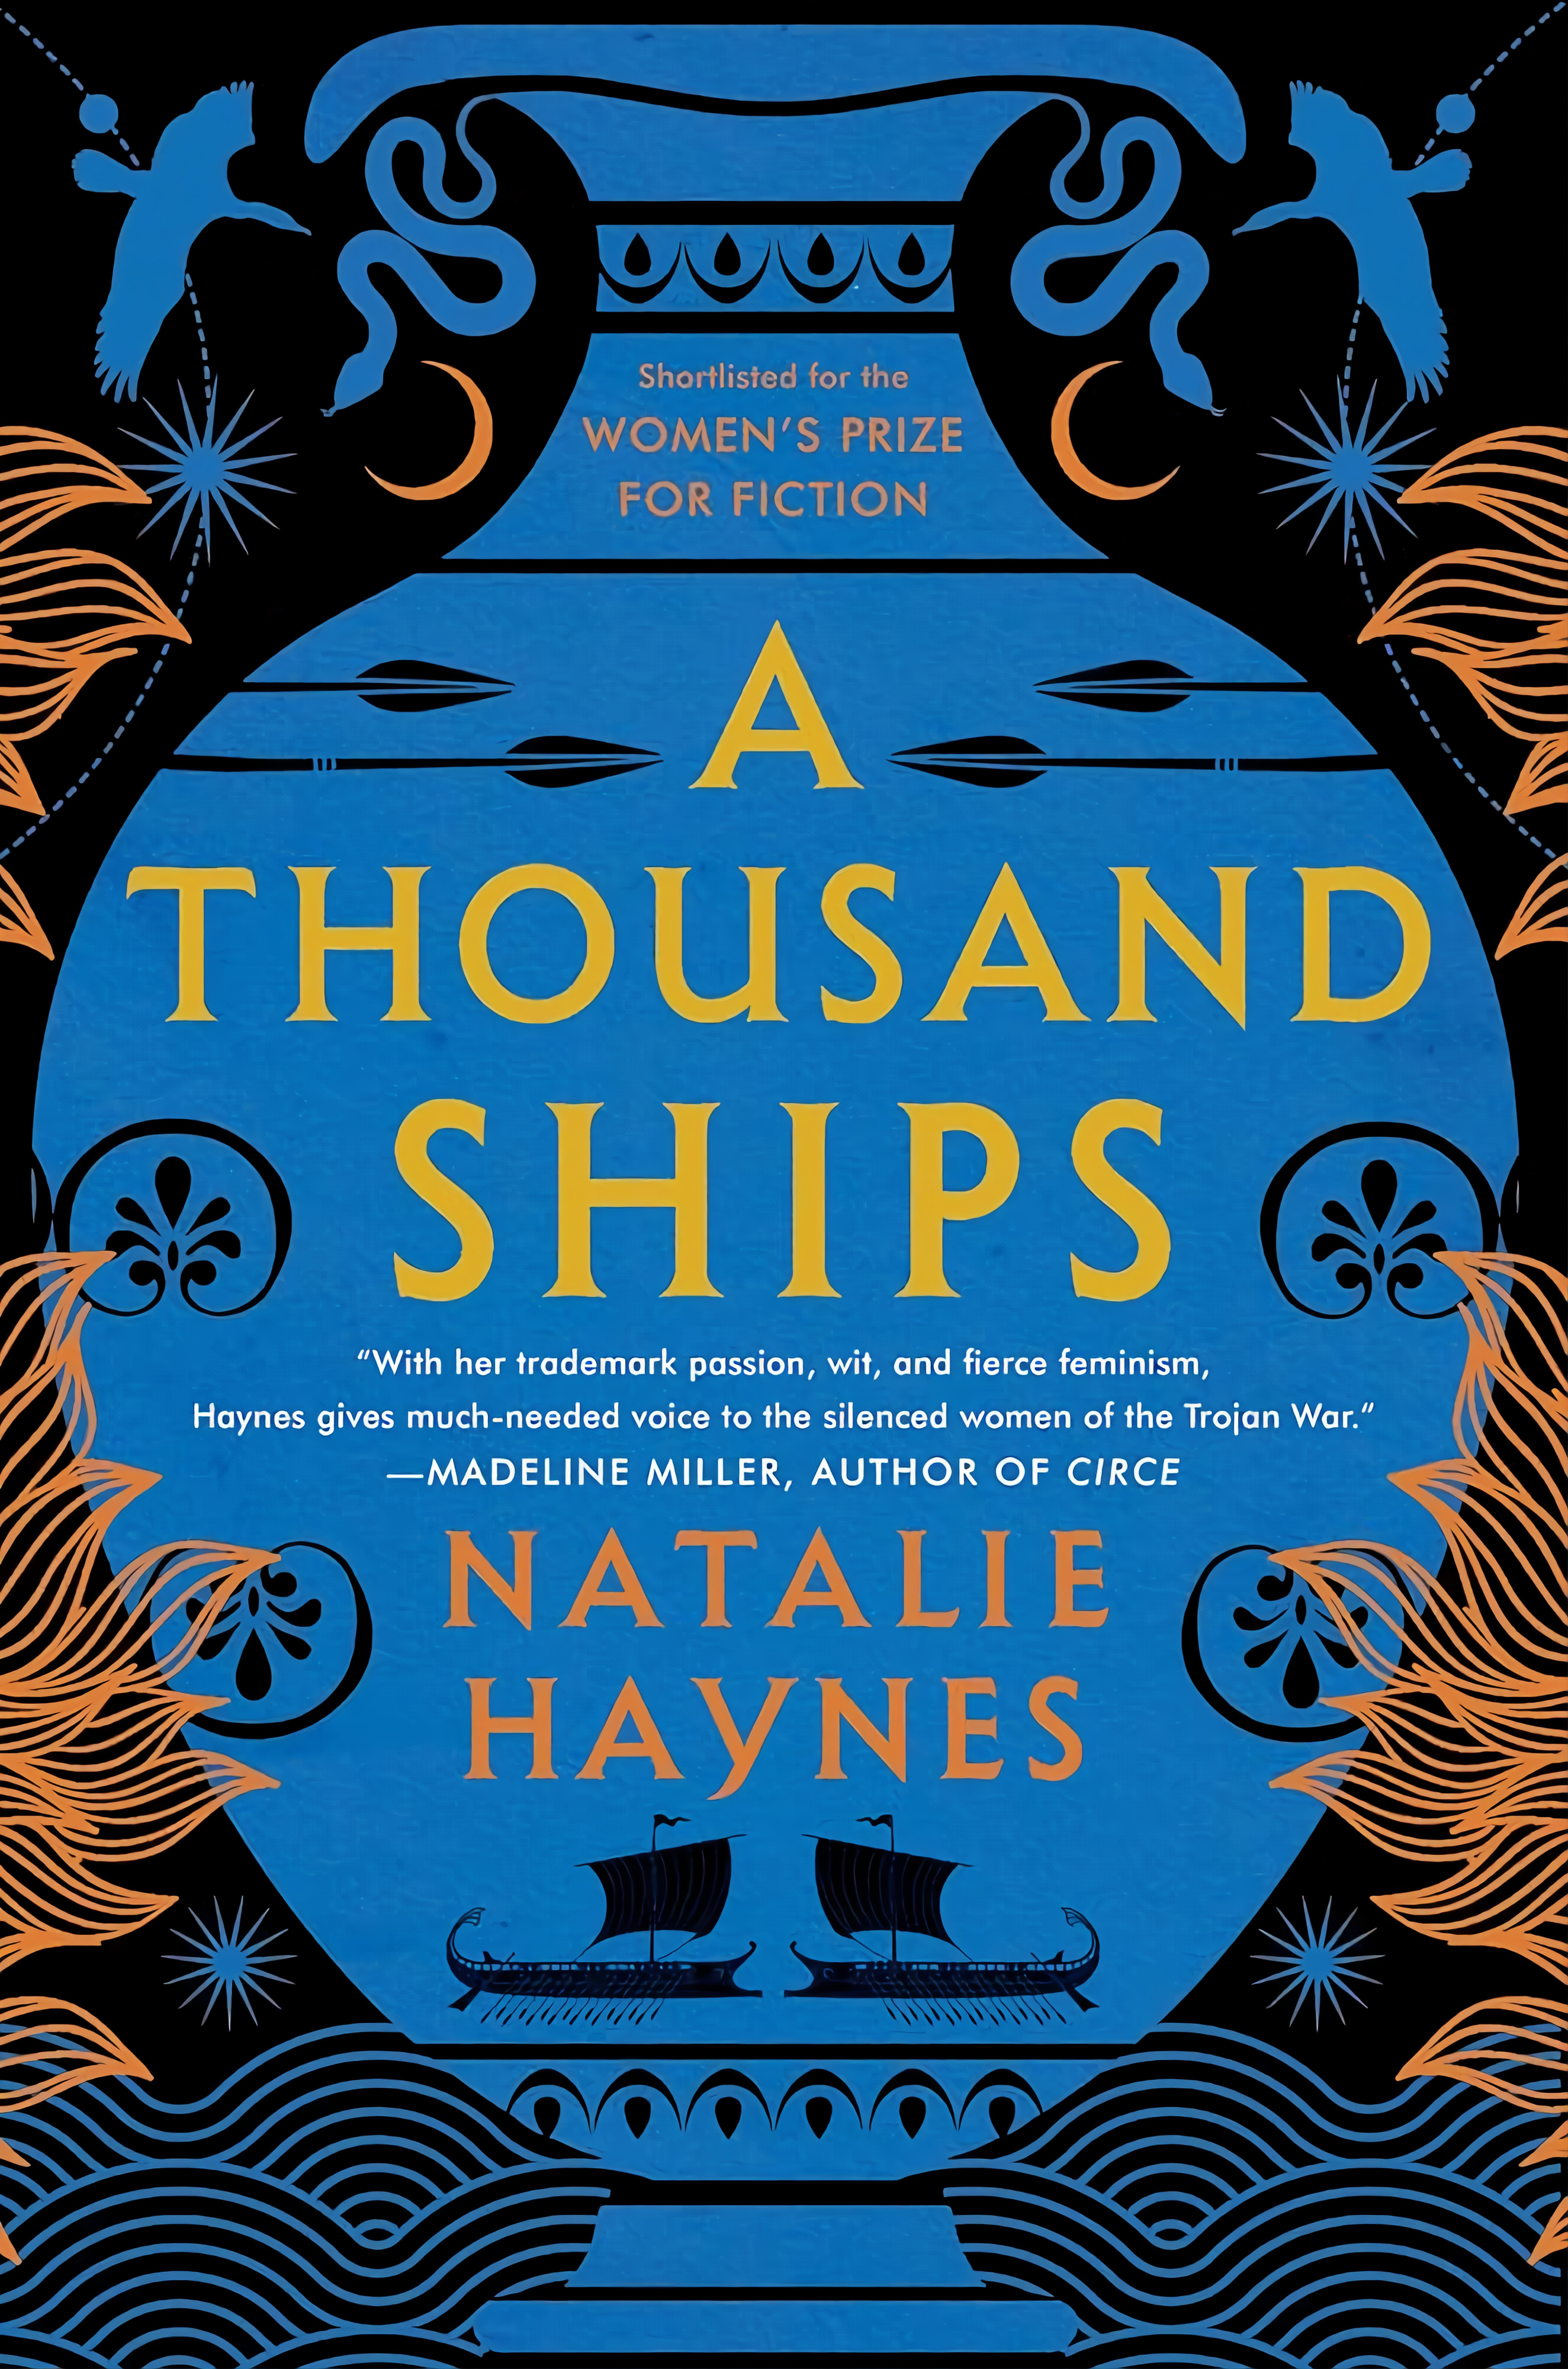 Shortlisted for the
WOMEN'S PRIZE
FOR FICTION
A
THOUSAND
SHIPS
“With her trademark passion, wit, and fierce feminism,
Haynes gives much-needed voice to the silenced women of the Trojan War.“
—MADELINE MILLER, AUTHOR OF CIRCE
NATALIE
HAYNES